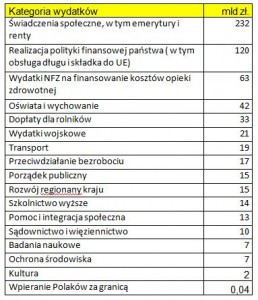 Kategoria wydatków mld zł.
Świadczenia społeczne, w tym emerytury i 232
renty
Realizacja polityki finansowej państwa ( w tym 120
obsługa długu i składka do UE)
Wydatki NFZ na finansowanie kosztów opieki 63
zdrowotnej
Oświata i wychowanie 42
Dopłaty dla rolników 33
Wydatki wojskowe 21
Transport 19
Przeciwdziałanie bezrobociu 17
Porządek publiczny 15
Rozwój regionany kraju 15
Szkolnictwo wyższe 14
Pomoc i integracja społeczna 13
Sądownictwo i więziennictwo 10
Badania naukowe 7
Ochrona środowiska 7
Kultura 2
Wpieranie Polaków za granicą 0,04